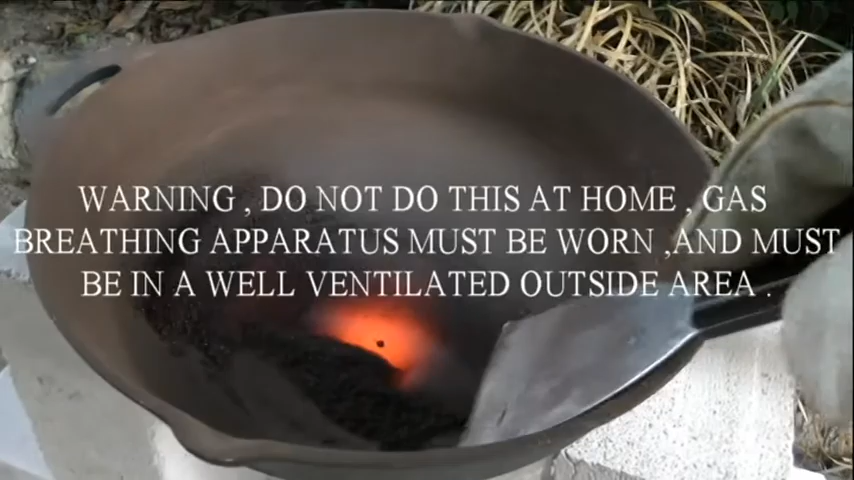 WARNING , DO NOT DO THIS AT HOME , GAS
BREATHING APPARATUS MUST BE WORN ,AND MUST
BE IN A WELL VENTILATED OUTSIDE AREA .